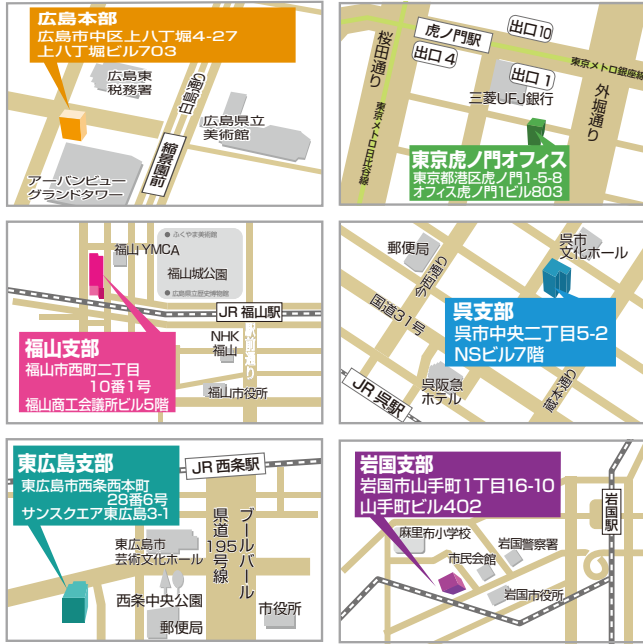 広島本部
広島市中区上八丁堀4-27
上八丁堀ビル703
広島東
税務署
白島通り
広島県立
美術館
縮景園前
アーバンビュー
グランドタワー
虎ノ門駅
出口10
出口4
出口1
桜田通り
東京メトロ銀座線
三菱UFJ銀行
外堀通り
東京メトロ日比谷線
東京虎ノ門オフィス
東京都港区虎ノ門1-5-8
オフィス虎ノ門1ビル803
福山YMCA
ふくやま美術館
福山城公園
広島県立歴史博物館
JR福山駅
駅前通り
NHK
福山
福山市役所
福山支部
福山市西町二丁目
10番1号
福山商工会議所ビル5階
郵便局
今西通り
呉市
文化ホール
国道31号
呉支部
呉市中央二丁目5-2
NSビル7階
呉阪急
ホテル
JR呉駅
蔵本通り
東広島支部
東広島市西条西本町
28番6号
サンスクエア東広島3-1
JR西条駅
東広島市
芸術文化ホール
県道195号線
ブールバール
西条中央公園
郵便局
市役所
岩国支部
岩国市山手町1丁目16-10
山手町ビル402
岩国駅
麻里布小学校
岩国警察署
市民会館
岩国市役所